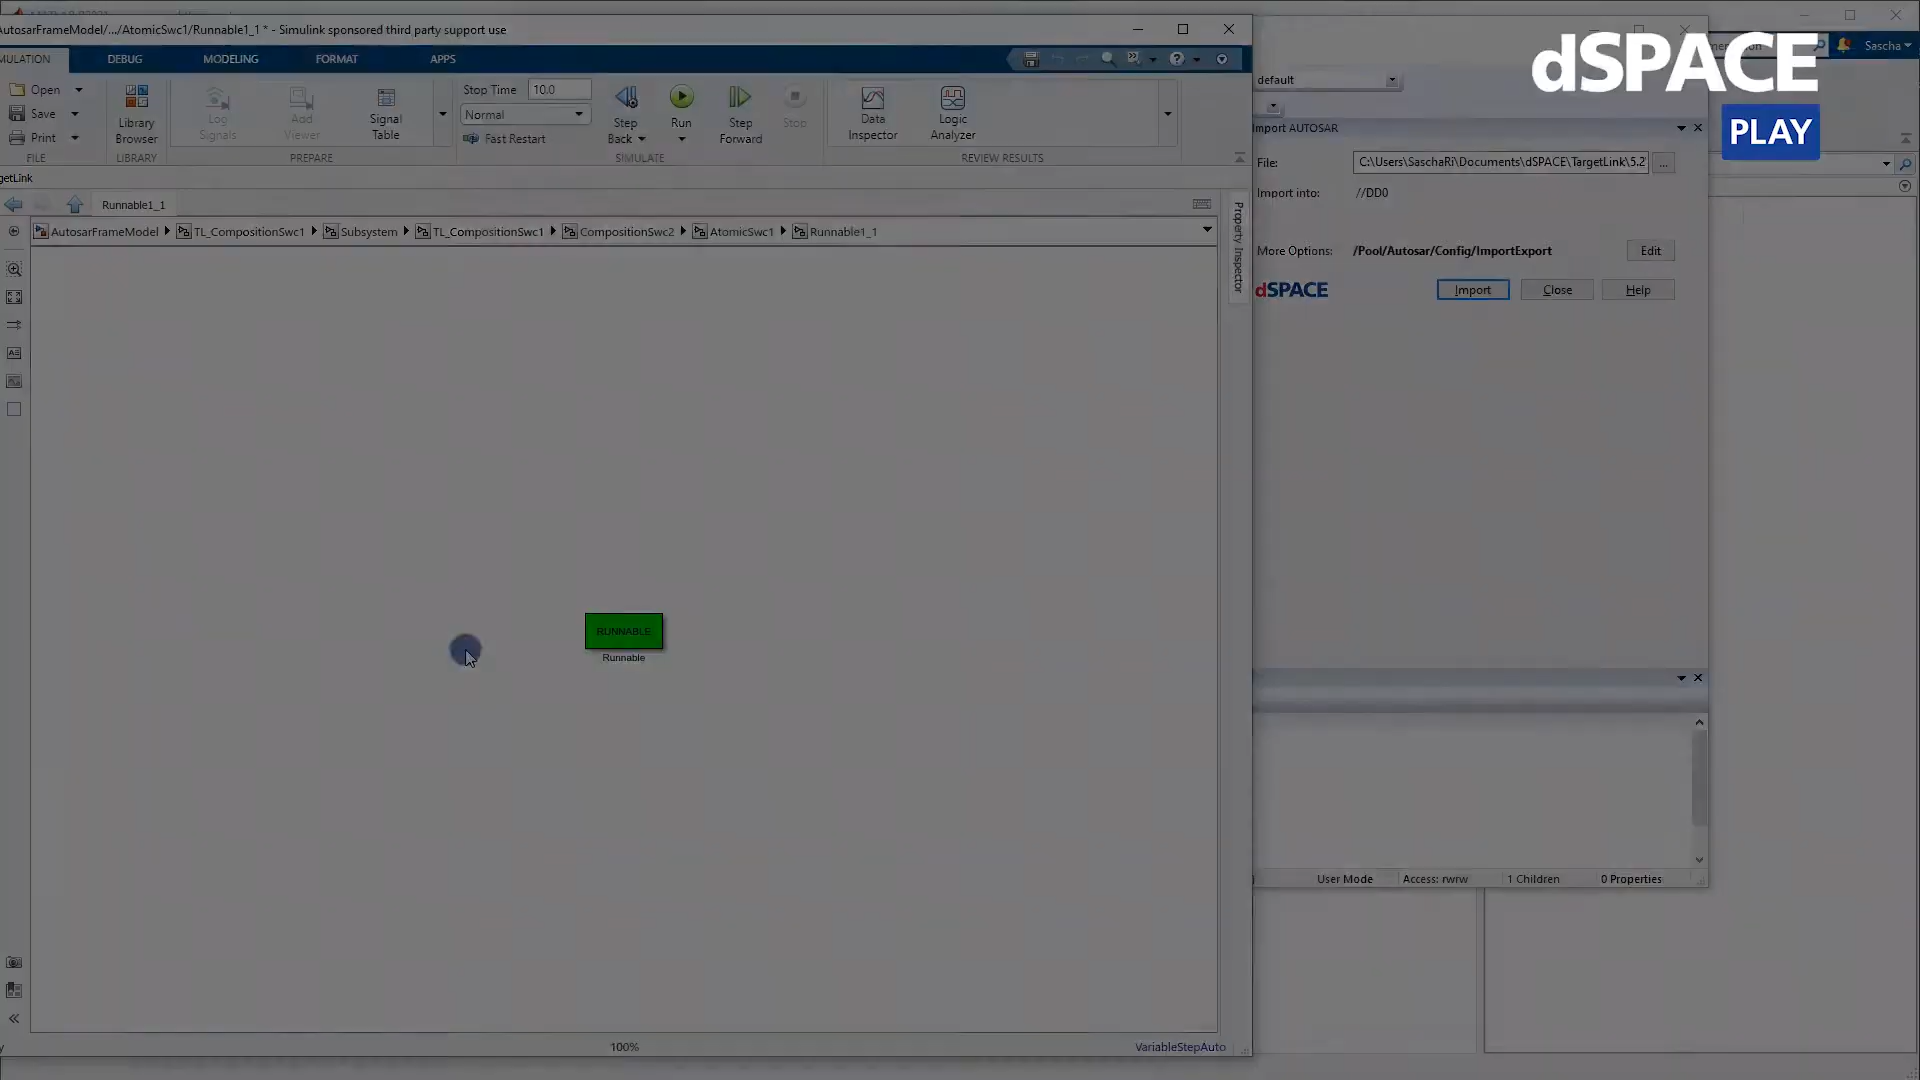 AutosarFrameModel/.../AtomicSwc1/Runnable1_1 * - Simulink sponsored third party support use
DEBUG
MODELING
FORMAT
APPS
Sascha
dSPACE
PLAY
Open
Save
Print
FILE
Library
Browser
LIBRARY
Log
Signals
Add
Viewer
Signal
Table
PREPARE
Stop Time 10.0
Normal
Fast Restart
Step
Back
Run
Step
Forward
Stop
SIMULATE
Data
Inspector
Logic
Analyzer
REVIEW RESULTS
default
Import AUTOSAR
File: C:\Users\SaschaRi\Documents\dSPACE\TargetLink\5.2 ...
Import into: //DD0
More Options: /Pool/Autosar/Config/ImportExport Edit
dSPACE
Import Close Help
getLink
Runnable1_1
AutosarFrameModel TL_CompositionSwc1 Subsystem TL_CompositionSwc1 CompositionSwc2 AtomicSwc1 Runnable1_1
Property Inspector
RUNNABLE
Runnable
User Mode Access: rwrw 1 Children 0 Properties
100%
VariableStepAuto